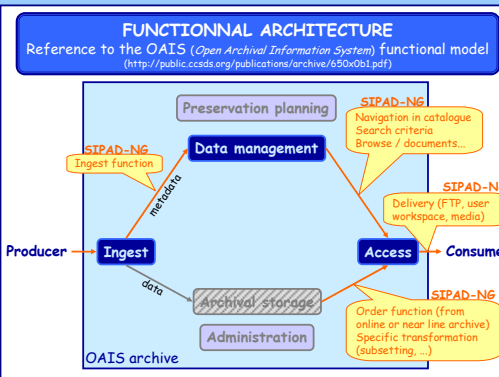 FUNCTIONNAL ARCHITECTURE
Reference to the OAIS (Open Archival Information System) functional model
(http://public.ccsds.org/publications/archive/650x0b1.pdf)
Preservation planning
SIPAD-NG
Navigation in catalogue
Search criteria
Browse / documents...
SIPAD-NG
Ingest function
Data management
metadata
SIPAD-N
Delivery (FTP, user
workspace, media)
Producer
Ingest
Access
Consume
data
Archival storage
SIPAD-NG
Order function (from
online or near line archive)
Specific transformation
(subsetting, ...)
Administration
OAIS archive